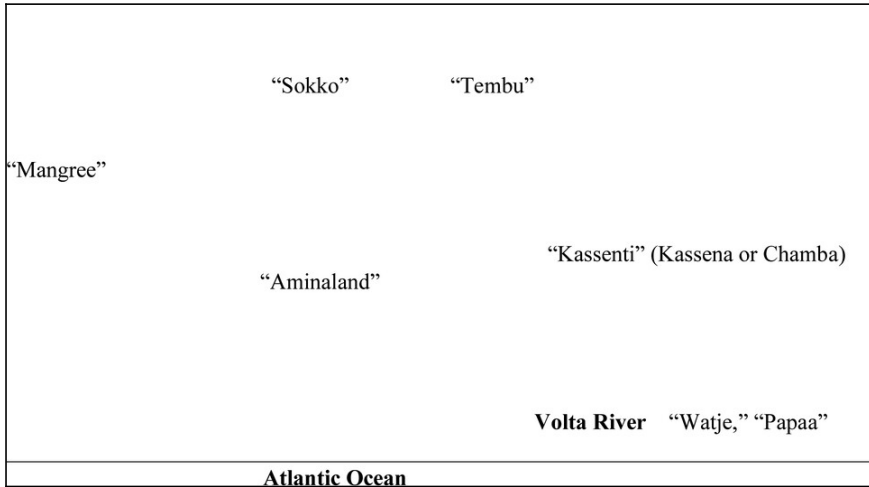 “Sokko” “Tembu”
“Mangree”
“Kassenti” (Kassena or Chamba)
“Aminaland”
Volta River “Watje,” “Papaa”
Atlantic Ocean